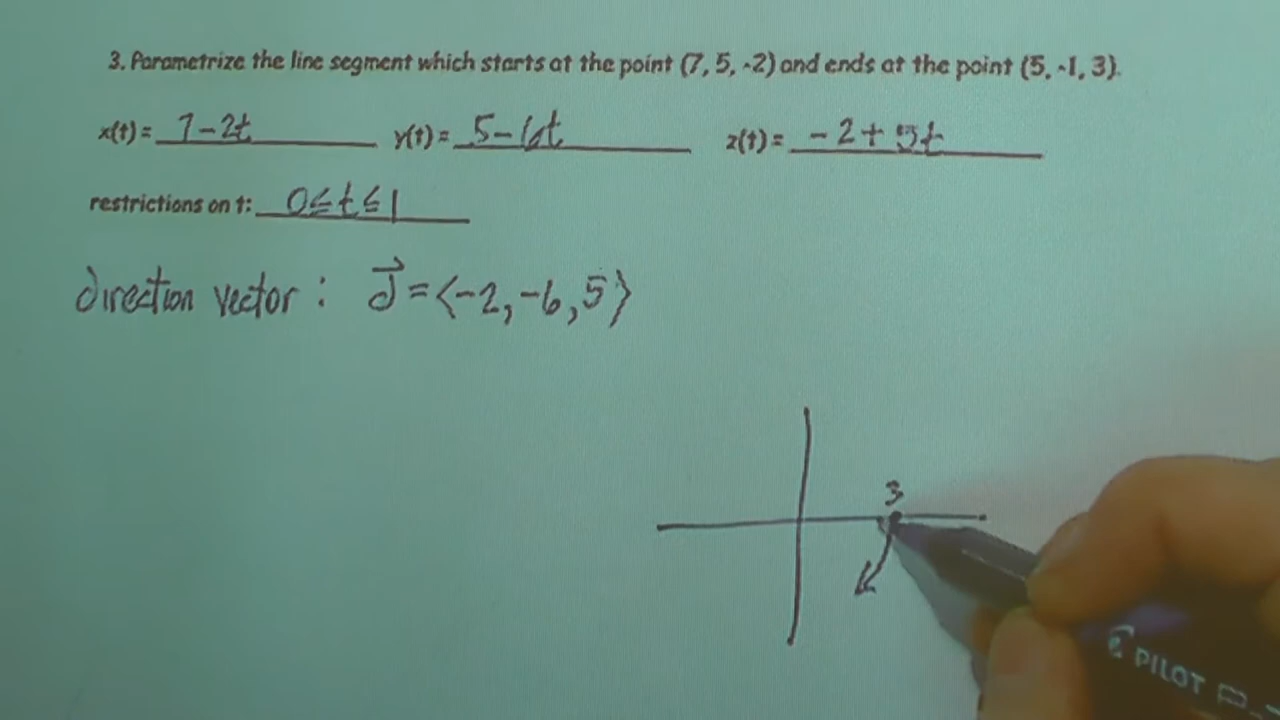 3. Parametrize the line segment which starts at the point (7, 5, -2) and ends at the point (5, -1, 3).
x(t) = 7-2t y(t) = 5-6t z(t) = -2+5t
restrictions on t: 0≤t≤1
direction vector : d⃗ = ⟨-2, -6, 5⟩
3
PILOT